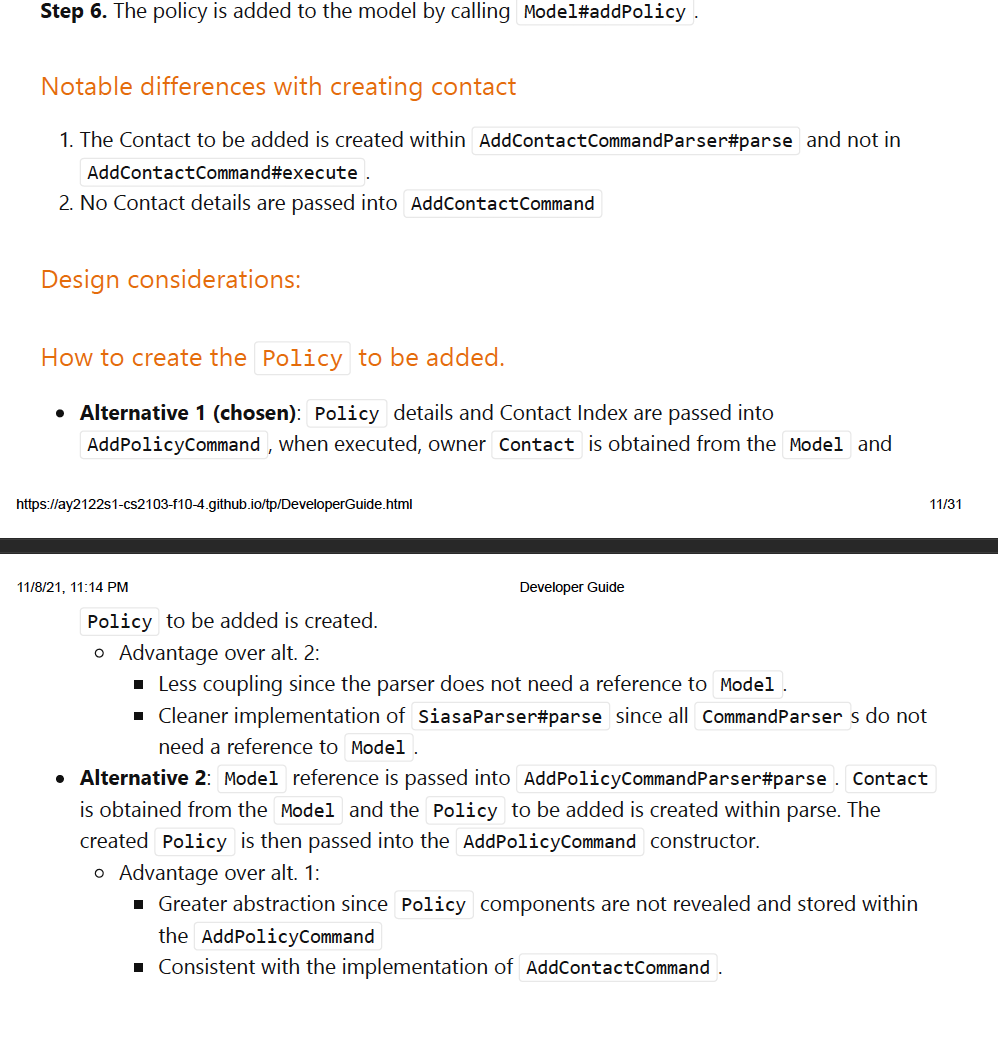 Step 6. The policy is added to the model by calling Model#addPolicy.
Notable differences with creating contact
1. The Contact to be added is created within AddContactCommandParser#parse and not in
AddContactCommand#execute.
2. No Contact details are passed into AddContactCommand
Design considerations:
How to create the Policy to be added.
• Alternative 1 (chosen): Policy details and Contact Index are passed into
AddPolicyCommand, when executed, owner Contact is obtained from the Model and
https://ay2122s1-cs2103-f10-4.github.io/tp/DeveloperGuide.html 11/31
11/8/21, 11:14 PM Developer Guide
Policy to be added is created.
○ Advantage over alt. 2:
▪ Less coupling since the parser does not need a reference to Model.
▪ Cleaner implementation of SiasaParser#parse since all CommandParser s do not
need a reference to Model.
• Alternative 2: Model reference is passed into AddPolicyCommandParser#parse. Contact
is obtained from the Model and the Policy to be added is created within parse. The
created Policy is then passed into the AddPolicyCommand constructor.
○ Advantage over alt. 1:
▪ Greater abstraction since Policy components are not revealed and stored within
the AddPolicyCommand
▪ Consistent with the implementation of AddContactCommand.